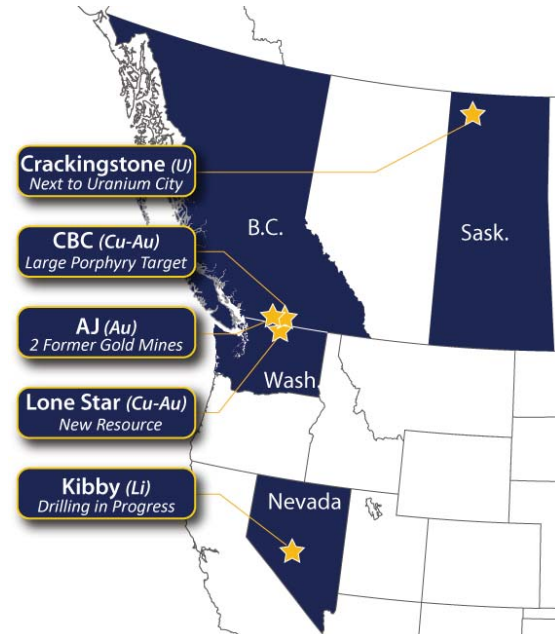 Crackingstone (U)
Next to Uranium City
B.C.
Sask.
CBC (Cu-Au)
Large Porphyry Target
AJ (Au)
2 Former Gold Mines
Wash.
Lone Star (Cu-Au)
New Resource
Kibby (Li)
Drilling in Progress
Nevada